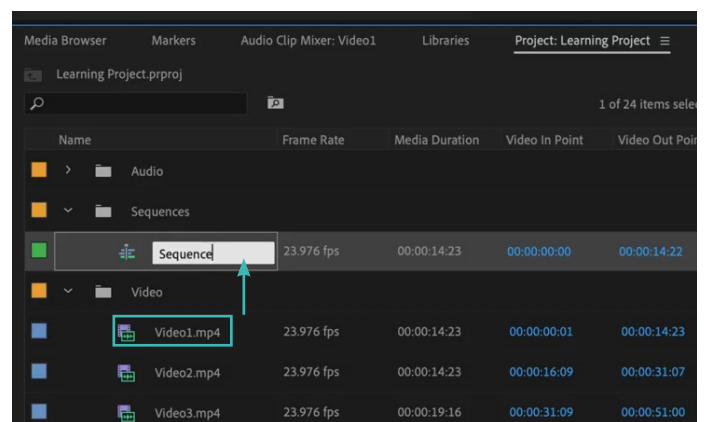 Media Browser Markers Audio Clip Mixer: Video1 Libraries Project: Learning Project
Learning Project.prproj
1 of 24 items sele
Name Frame Rate Media Duration Video In Point Video Out Poin
Audio
Sequences
Sequence 23.976 fps 00:00:14:23 00:00:00:00 00:00:14:22
Video
Video1.mp4 23.976 fps 00:00:14:23 00:00:00:01 00:00:14:23
Video2.mp4 23.976 fps 00:00:14:23 00:00:16:09 00:00:31:07
Video3.mp4 23.976 fps 00:00:19:16 00:00:31:09 00:00:51:00